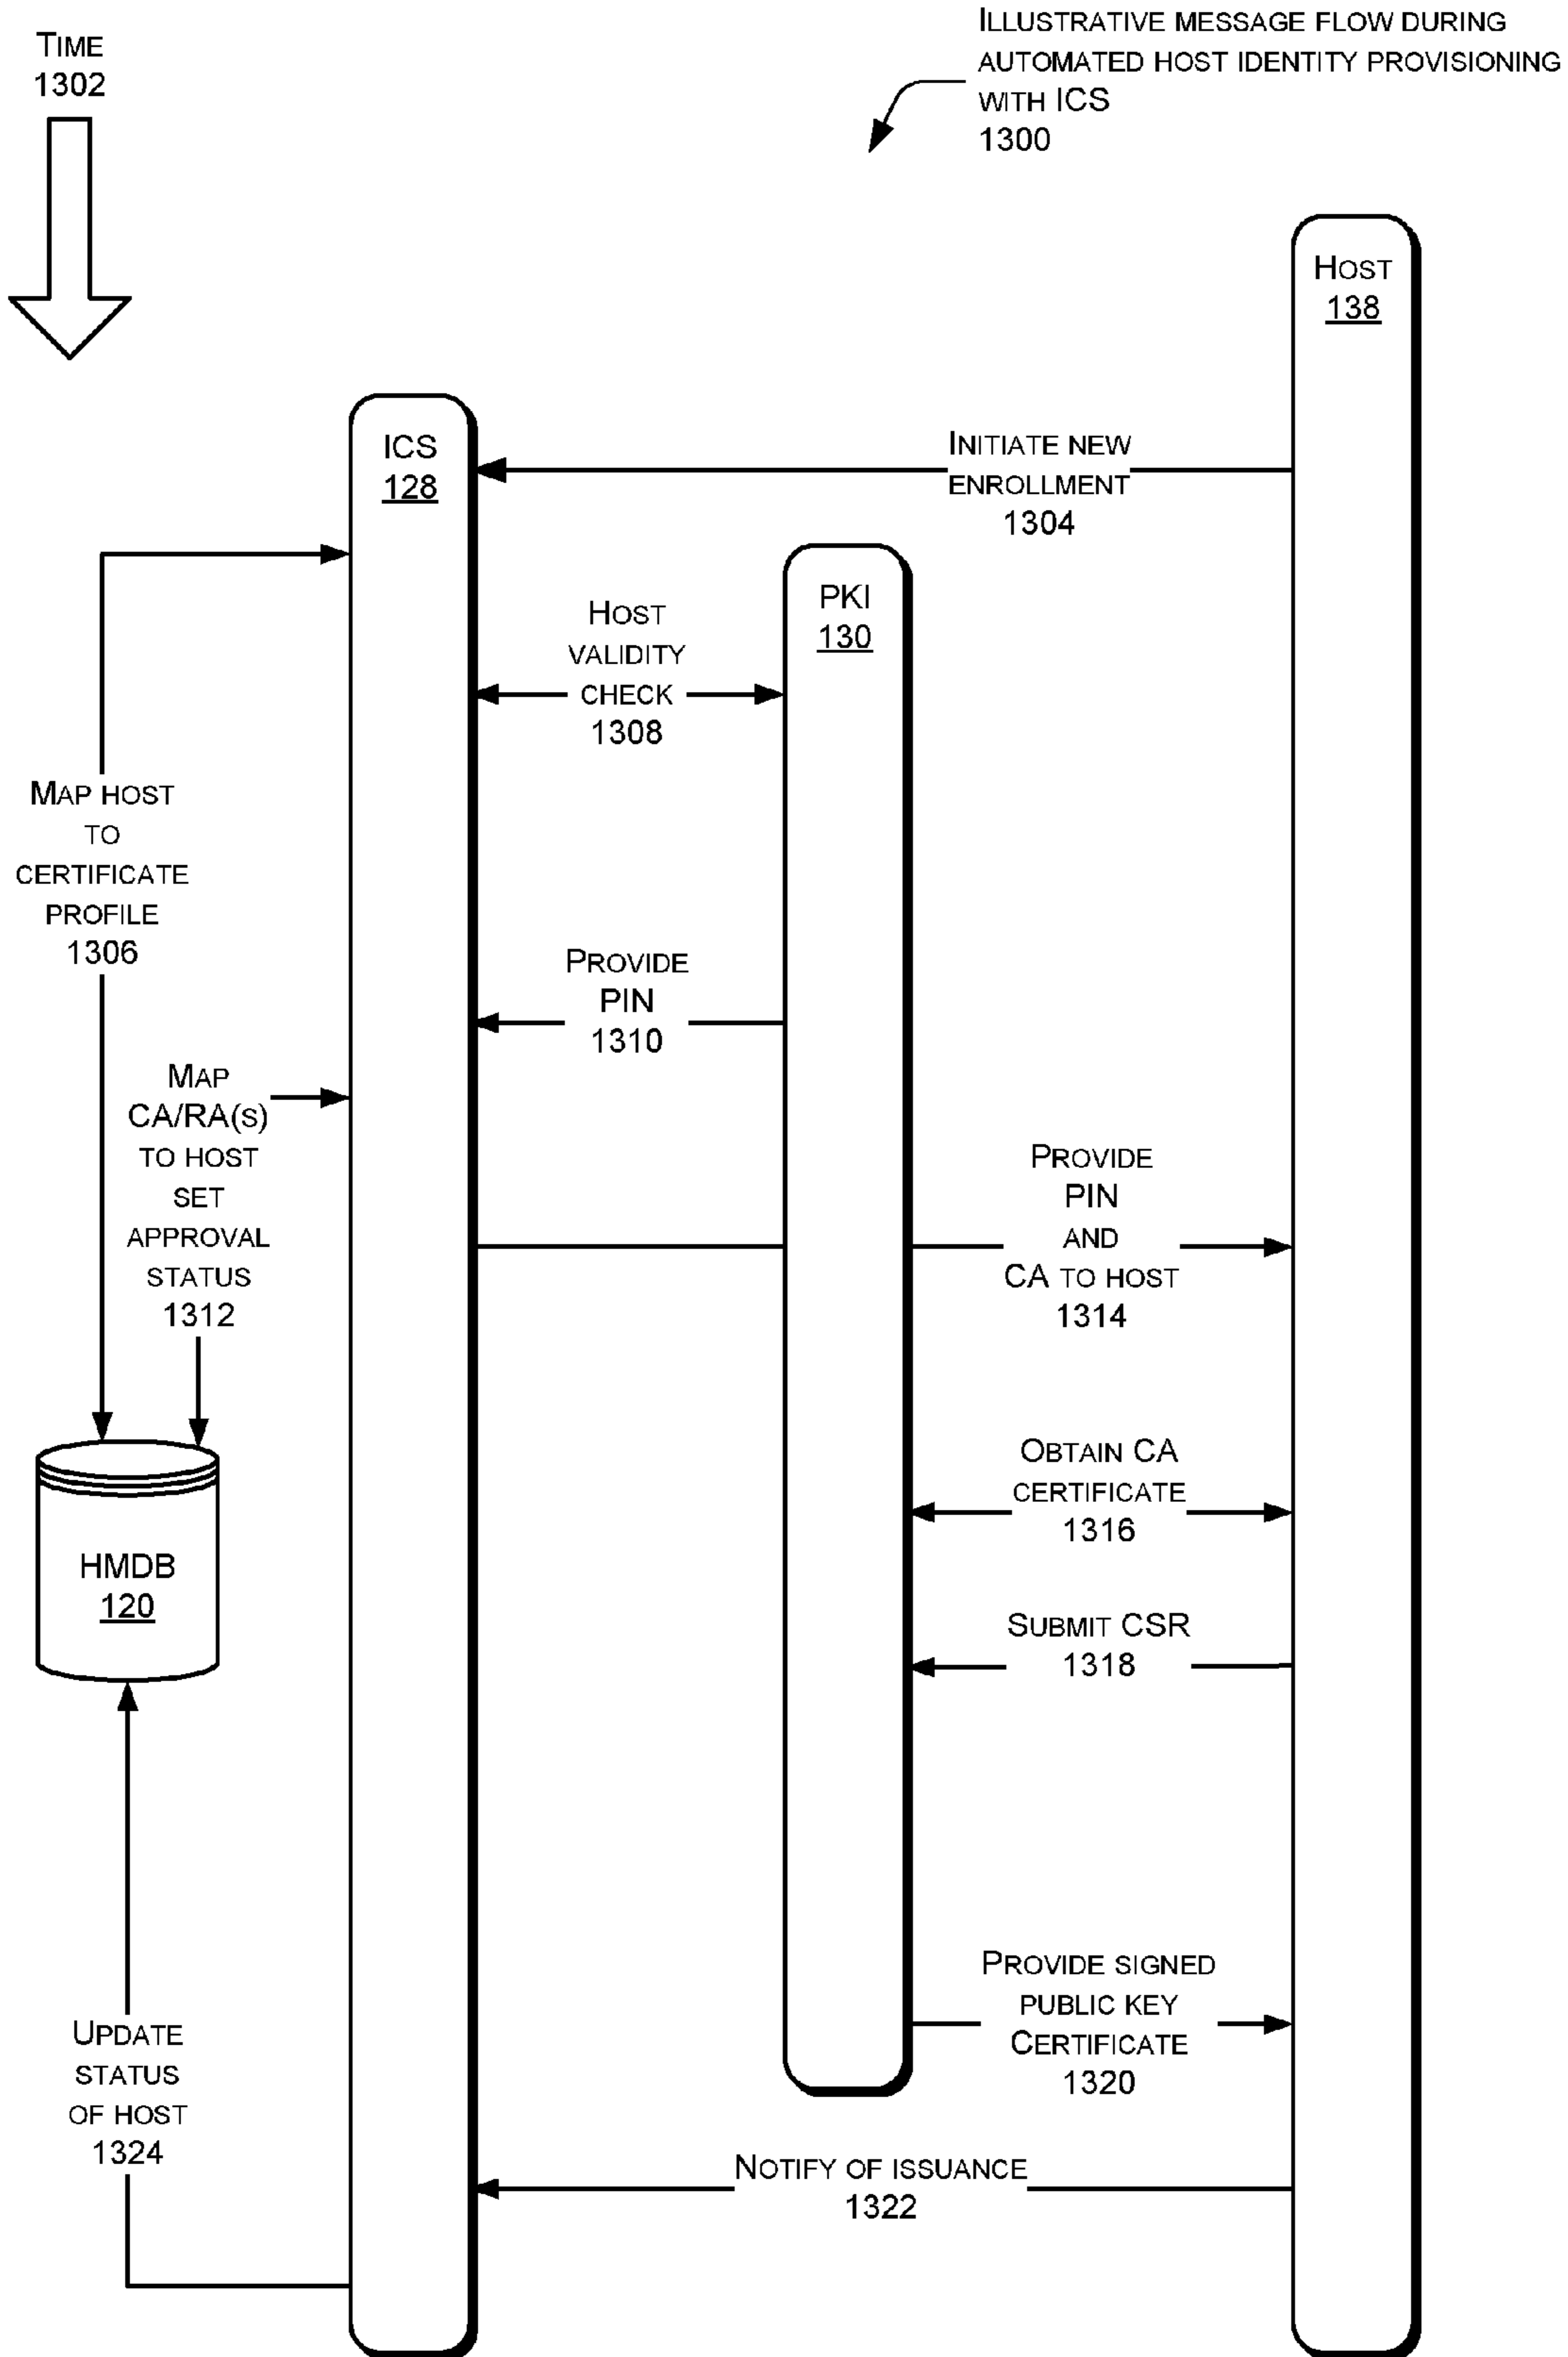 Time
1302
Illustrative message flow during
automated host identity provisioning
with ICS
1300
Host
138
ICS
128
Initiate new
enrollment
1304
PKI
130
Host
validity
check
1308
Map host
to
certificate
profile
1306
Provide
PIN
1310
Map
CA/RA(s)
to host
set
approval
status
1312
Provide
PIN
and
CA to host
1314
Obtain CA
certificate
1316
HMDB
120
Submit CSR
1318
Provide signed
public key
Certificate
1320
Update
status
of host
1324
Notify of issuance
1322